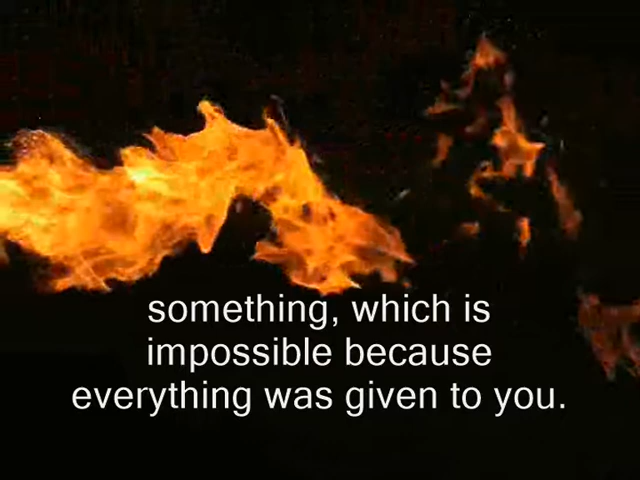 something, which is
impossible because
everything was given to you.